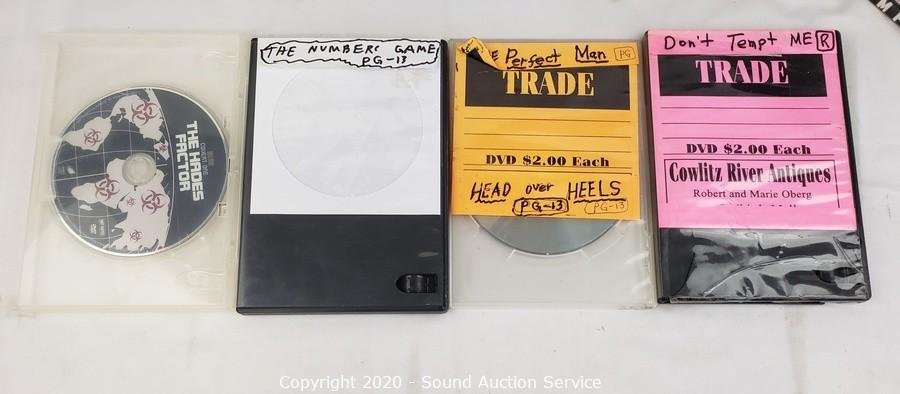 COVERT ONE
THE HADES
FACTOR
THE NUMBERS GAME
PG-13
Perfect Man PG
TRADE
DVD $2.00 Each
HEAD over HEELS
PG-13 PG-13
Don't Tempt ME R
TRADE
DVD $2.00 Each
Cowlitz River Antiques
Robert and Marie Oberg
Copyright 2020 - Sound Auction Service